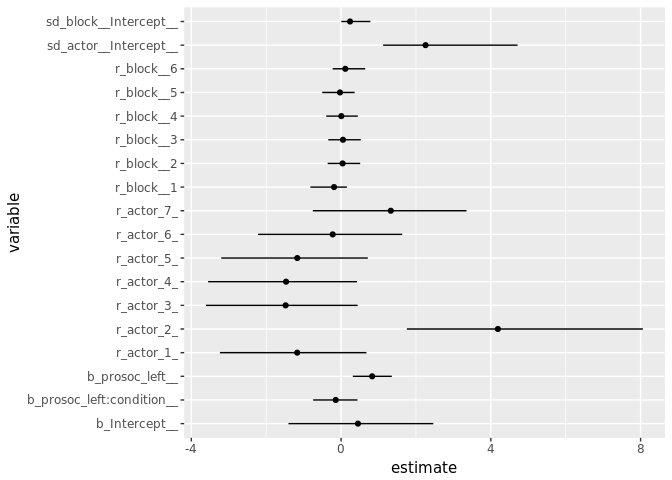 sd_block__Intercept__
sd_actor__Intercept__
r_block__6
r_block__5
r_block__4
r_block__3
r_block__2
r_block__1
r_actor_7_
r_actor_6_
r_actor_5_
r_actor_4_
r_actor_3_
r_actor_2_
r_actor_1_
b_prosoc_left__
b_prosoc_left:condition__
b_Intercept__
variable
-4 0 4 8
estimate